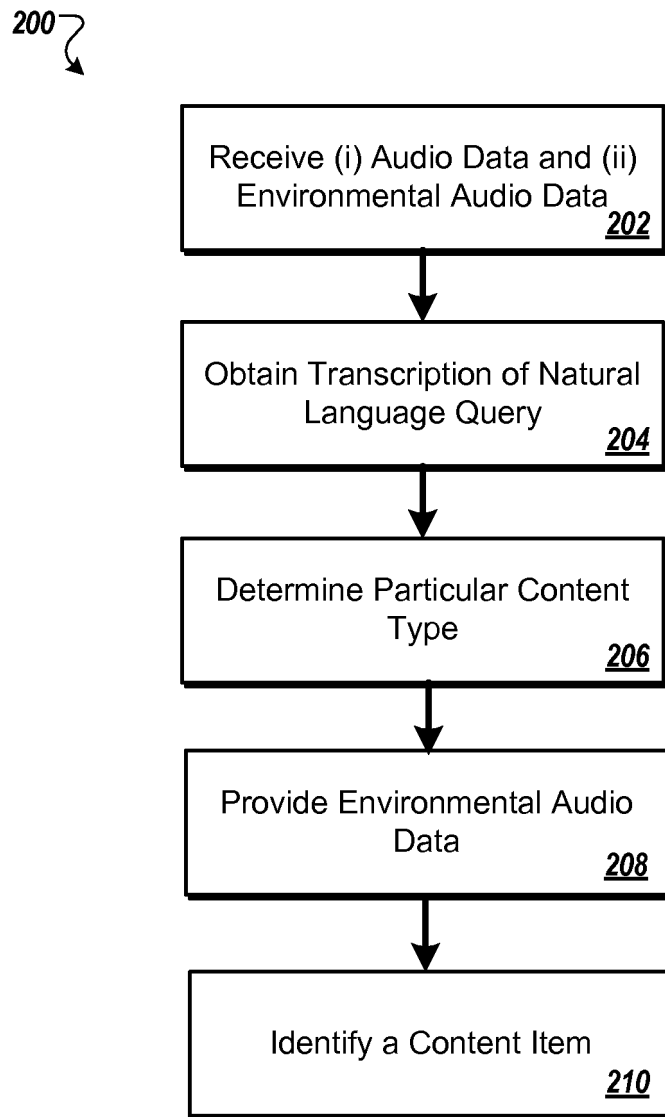 200
Receive (i) Audio Data and (ii)
Environmental Audio
Data
202
Obtain Transcription of Natural
Language Query
204
Determine Particular Content
Type
206
Provide Environmental Audio
Data
208
Identify a Content Item
210